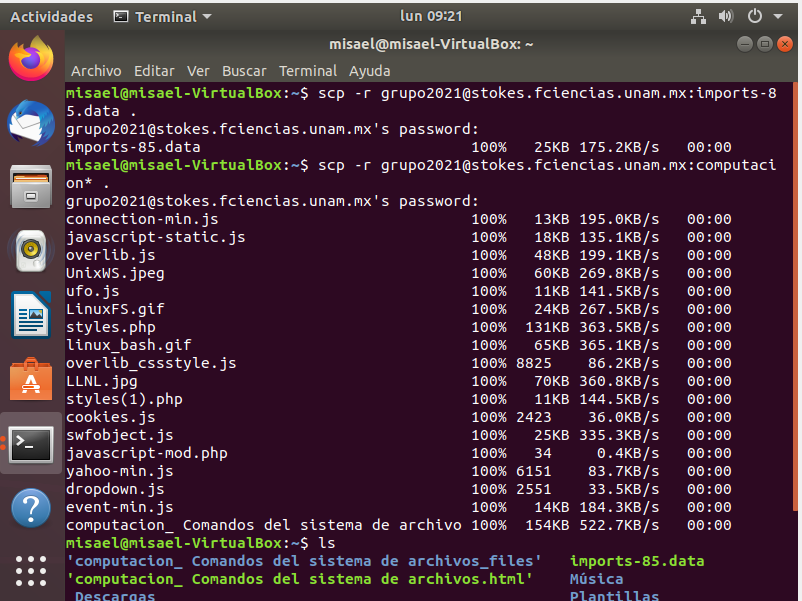 Actividades Terminal lun 09:21
misael@misael-VirtualBox: ~
Archivo Editar Ver Buscar Terminal Ayuda
misael@misael-VirtualBox:~$ scp -r grupo2021@stokes.fciencias.unam.mx:imports-8
5.data .
grupo2021@stokes.fciencias.unam.mx's password:
imports-85.data 100% 25KB 175.2KB/s 00:00
misael@misael-VirtualBox:~$ scp -r grupo2021@stokes.fciencias.unam.mx:computaci
on* .
grupo2021@stokes.fciencias.unam.mx's password:
connection-min.js 100% 13KB 195.0KB/s 00:00
javascript-static.js 100% 18KB 135.1KB/s 00:00
overlib.js 100% 48KB 199.1KB/s 00:00
UnixWS.jpeg 100% 60KB 269.8KB/s 00:00
ufo.js 100% 11KB 141.5KB/s 00:00
LinuxFS.gif 100% 24KB 267.5KB/s 00:00
styles.php 100% 131KB 363.5KB/s 00:00
linux_bash.gif 100% 65KB 365.1KB/s 00:00
overlib_cssstyle.js 100% 8825 86.2KB/s 00:00
LLNL.jpg 100% 70KB 360.8KB/s 00:00
styles(1).php 100% 11KB 144.5KB/s 00:00
cookies.js 100% 2423 36.0KB/s 00:00
swfobject.js 100% 25KB 335.3KB/s 00:00
javascript-mod.php 100% 34 0.4KB/s 00:00
yahoo-min.js 100% 6151 83.7KB/s 00:00
dropdown.js 100% 2551 33.5KB/s 00:00
event-min.js 100% 14KB 184.3KB/s 00:00
computacion_ Comandos del sistema de archivo 100% 154KB 522.7KB/s 00:00
misael@misael-VirtualBox:~$ ls
'computacion_ Comandos del sistema de archivos_files' imports-85.data
'computacion_ Comandos del sistema de archivos.html' Música
Descargas Plantillas